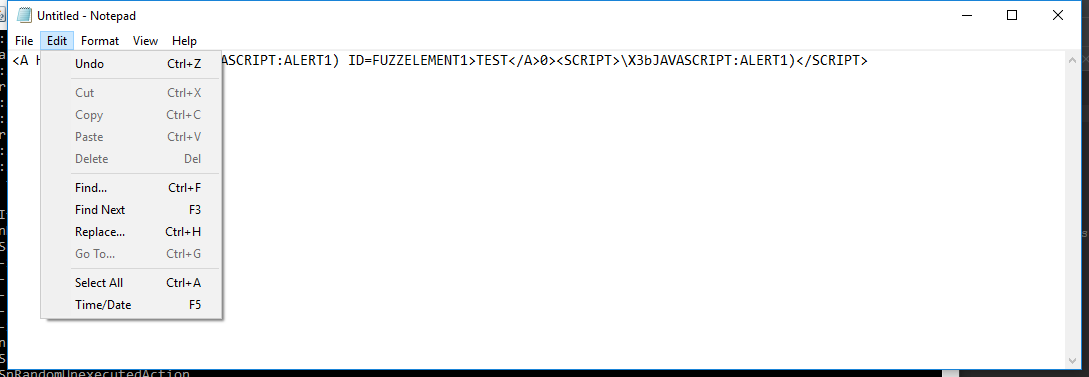 Untitled - Notepad
File Edit Format View Help
<A H ASCRIPT:ALERT1) ID=FUZZELEMENT1>TEST</A>0><SCRIPT>\X3bJAVASCRIPT:ALERT1)</SCRIPT>
Undo Ctrl+Z
Cut Ctrl+X
Copy Ctrl+C
Paste Ctrl+V
Delete Del
Find... Ctrl+F
Find Next F3
Replace... Ctrl+H
Go To... Ctrl+G
Select All Ctrl+A
Time/Date F5
SnRandomUnexecutedAction